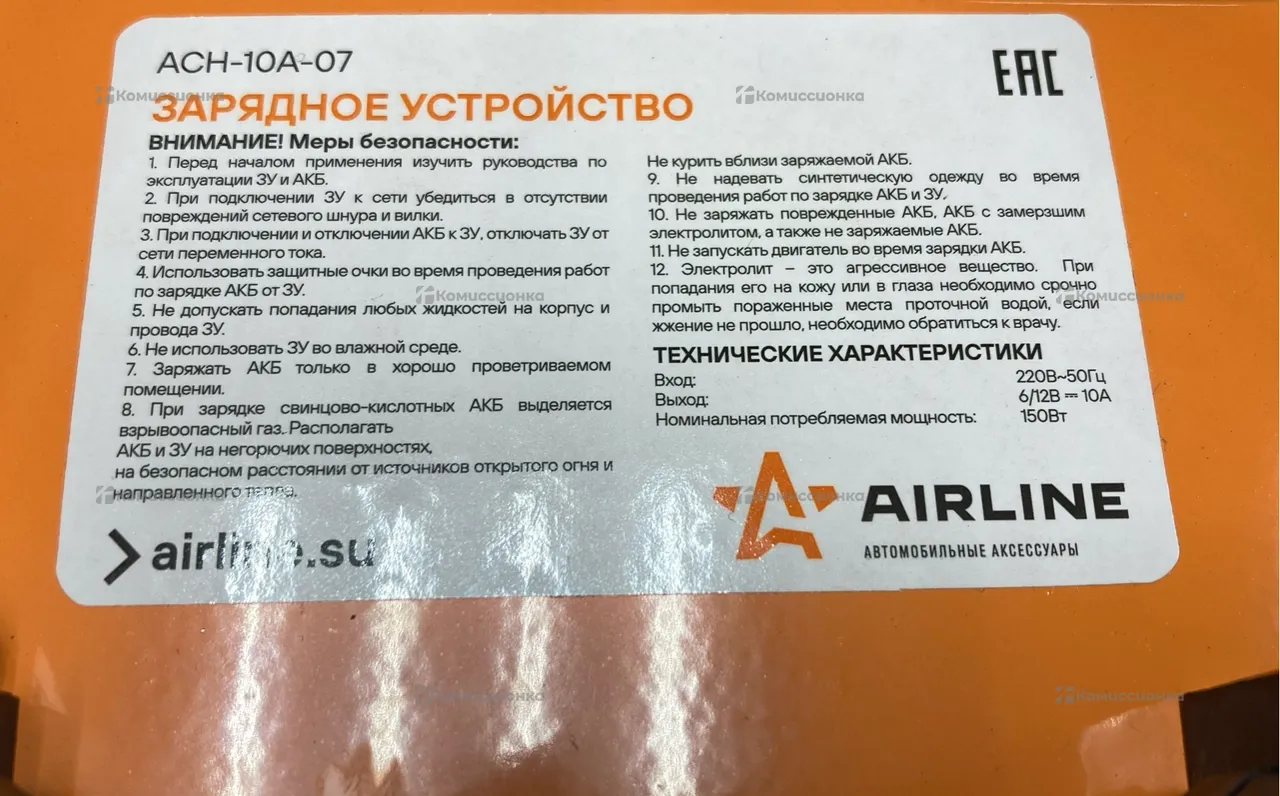 ACH-10A-07
ЗАРЯДНОЕ УСТРОЙСТВО
ВНИМАНИЕ! Меры безопасности:
1. Перед началом применения изучить руководства по
эксплуатации ЗУ и АКБ.
2. При подключении ЗУ к сети убедиться в отсутствии
повреждений сетевого шнура и вилки.
3. При подключении и отключении АКБ к ЗУ, отключать ЗУ от
сети переменного тока.
4. Использовать защитные очки во время проведения работ
по зарядке АКБ от ЗУ.
5. Не допускать попадания любых жидкостей на корпус и
провода ЗУ.
6. Не использовать ЗУ во влажной среде.
7. Заряжать АКБ только в хорошо проветриваемом
помещении.
8. При зарядке свинцово-кислотных АКБ выделяется
взрывоопасный газ. Располагать
АКБ и ЗУ на негорючих поверхностях,
на безопасном расстоянии от источников открытого огня и
направленного тепла.
airline.su
EAC
Не курить вблизи заряжаемой АКБ.
9. Не надевать синтетическую одежду во время
проведения работ по зарядке АКБ и ЗУ.
10. Не заряжать поврежденные АКБ, АКБ с замерзшим
электролитом, а также не заряжаемые АКБ.
11. Не запускать двигатель во время зарядки АКБ.
12. Электролит – это агрессивное вещество. При
попадания его на кожу или в глаза необходимо срочно
промыть пораженные места проточной водой, если
жжение не прошло, необходимо обратиться к врачу.
ТЕХНИЧЕСКИЕ ХАРАКТЕРИСТИКИ
Вход: 220В~50Гц
Выход: 6/12В ⎓ 10А
Номинальная потребляемая мощность: 150Вт
AIRLINE
АВТОМОБИЛЬНЫЕ АКСЕССУАРЫ
Комиссионка
Комиссионка
Комиссионка
Комиссионка
Комиссионка
Комиссионка
Комиссионка
Комиссионка